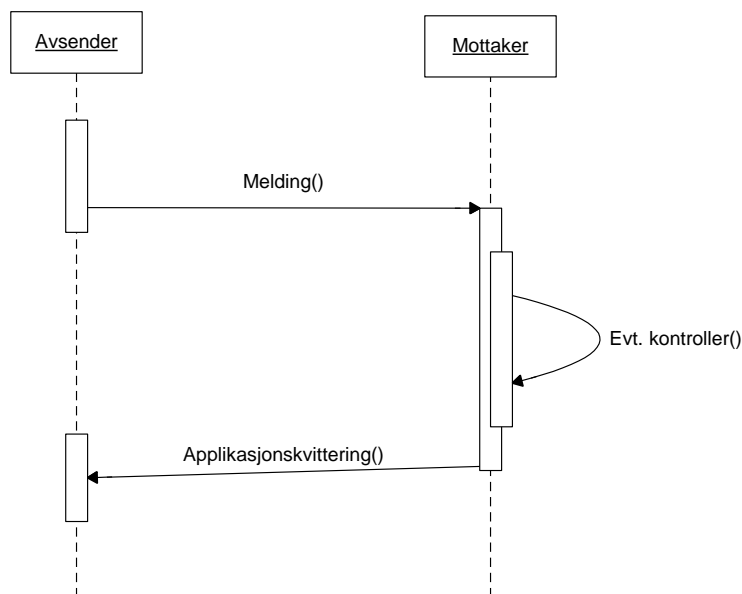 Avsender
Mottaker
Melding()
Evt. kontroller()
Applikasjonskvittering()